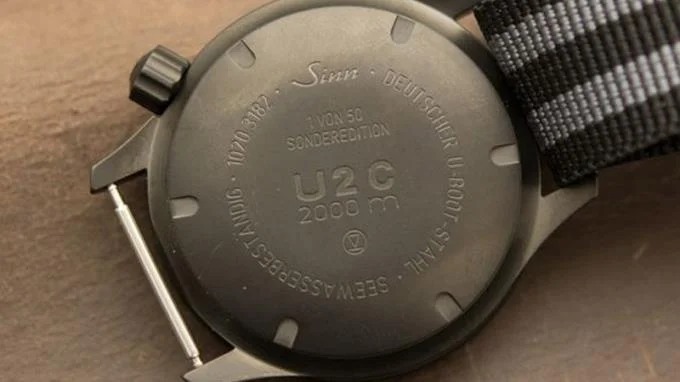 Sinn · DEUTSCHER U-BOOT-STAHL · SEEWASSERBESTÄNDIG · 1020.3182 ·
1 VON 50
SONDEREDITION
U2 C
2000 m
V